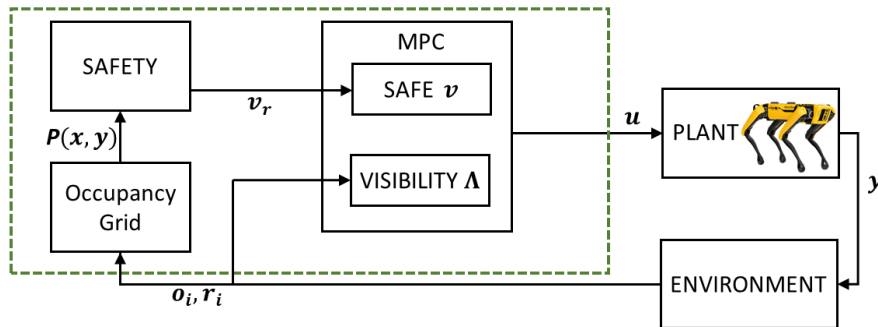 MPC
SAFETY
SAFE v
v_r
u
P(x, y)
PLANT
VISIBILITY Λ
Occupancy
Grid
y
ENVIRONMENT
o_i, r_i